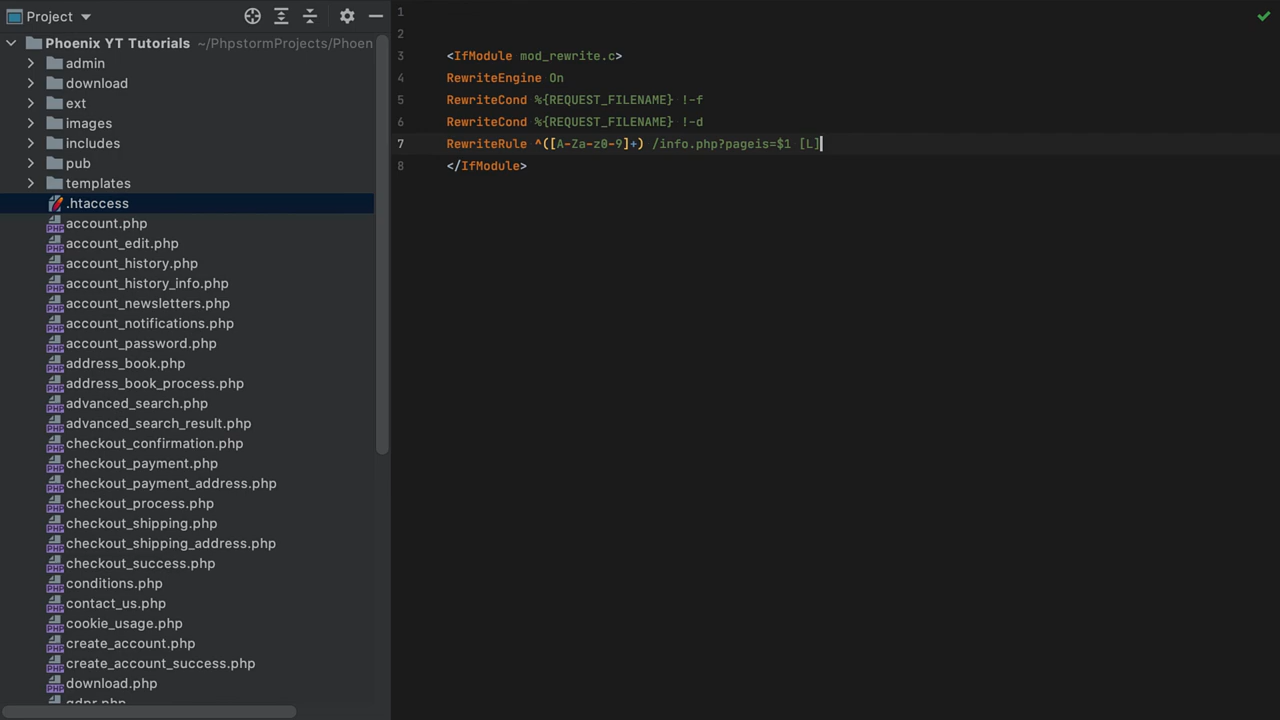 Project
Phoenix YT Tutorials ~/PhpstormProjects/Phoen
admin
download
ext
images
includes
pub
templates
.htaccess
account.php
account_edit.php
account_history.php
account_history_info.php
account_newsletters.php
account_notifications.php
account_password.php
address_book.php
address_book_process.php
advanced_search.php
advanced_search_result.php
checkout_confirmation.php
checkout_payment.php
checkout_payment_address.php
checkout_process.php
checkout_shipping.php
checkout_shipping_address.php
checkout_success.php
conditions.php
contact_us.php
cookie_usage.php
create_account.php
create_account_success.php
download.php
gdpr.php
1
2
3 <IfModule mod_rewrite.c>
4 RewriteEngine On
5 RewriteCond %{REQUEST_FILENAME} !-f
6 RewriteCond %{REQUEST_FILENAME} !-d
7 RewriteRule ^([A-Za-z0-9]+) /info.php?pageis=$1 [L]
8 </IfModule>